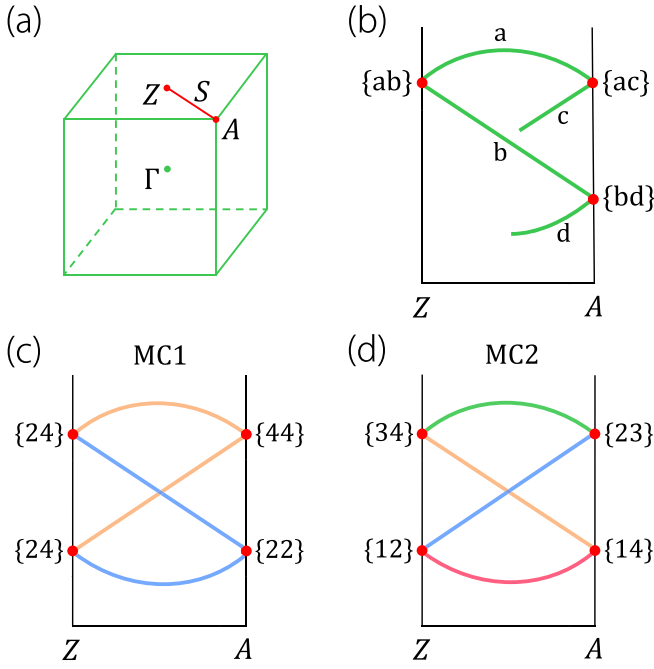 (a)
Z
S
A
Γ
(b)
a
{ab}
{ac}
c
b
{bd}
d
Z
A
(c)
MC1
{24}
{44}
{24}
{22}
Z
A
(d)
MC2
{34}
{23}
{12}
{14}
Z
A